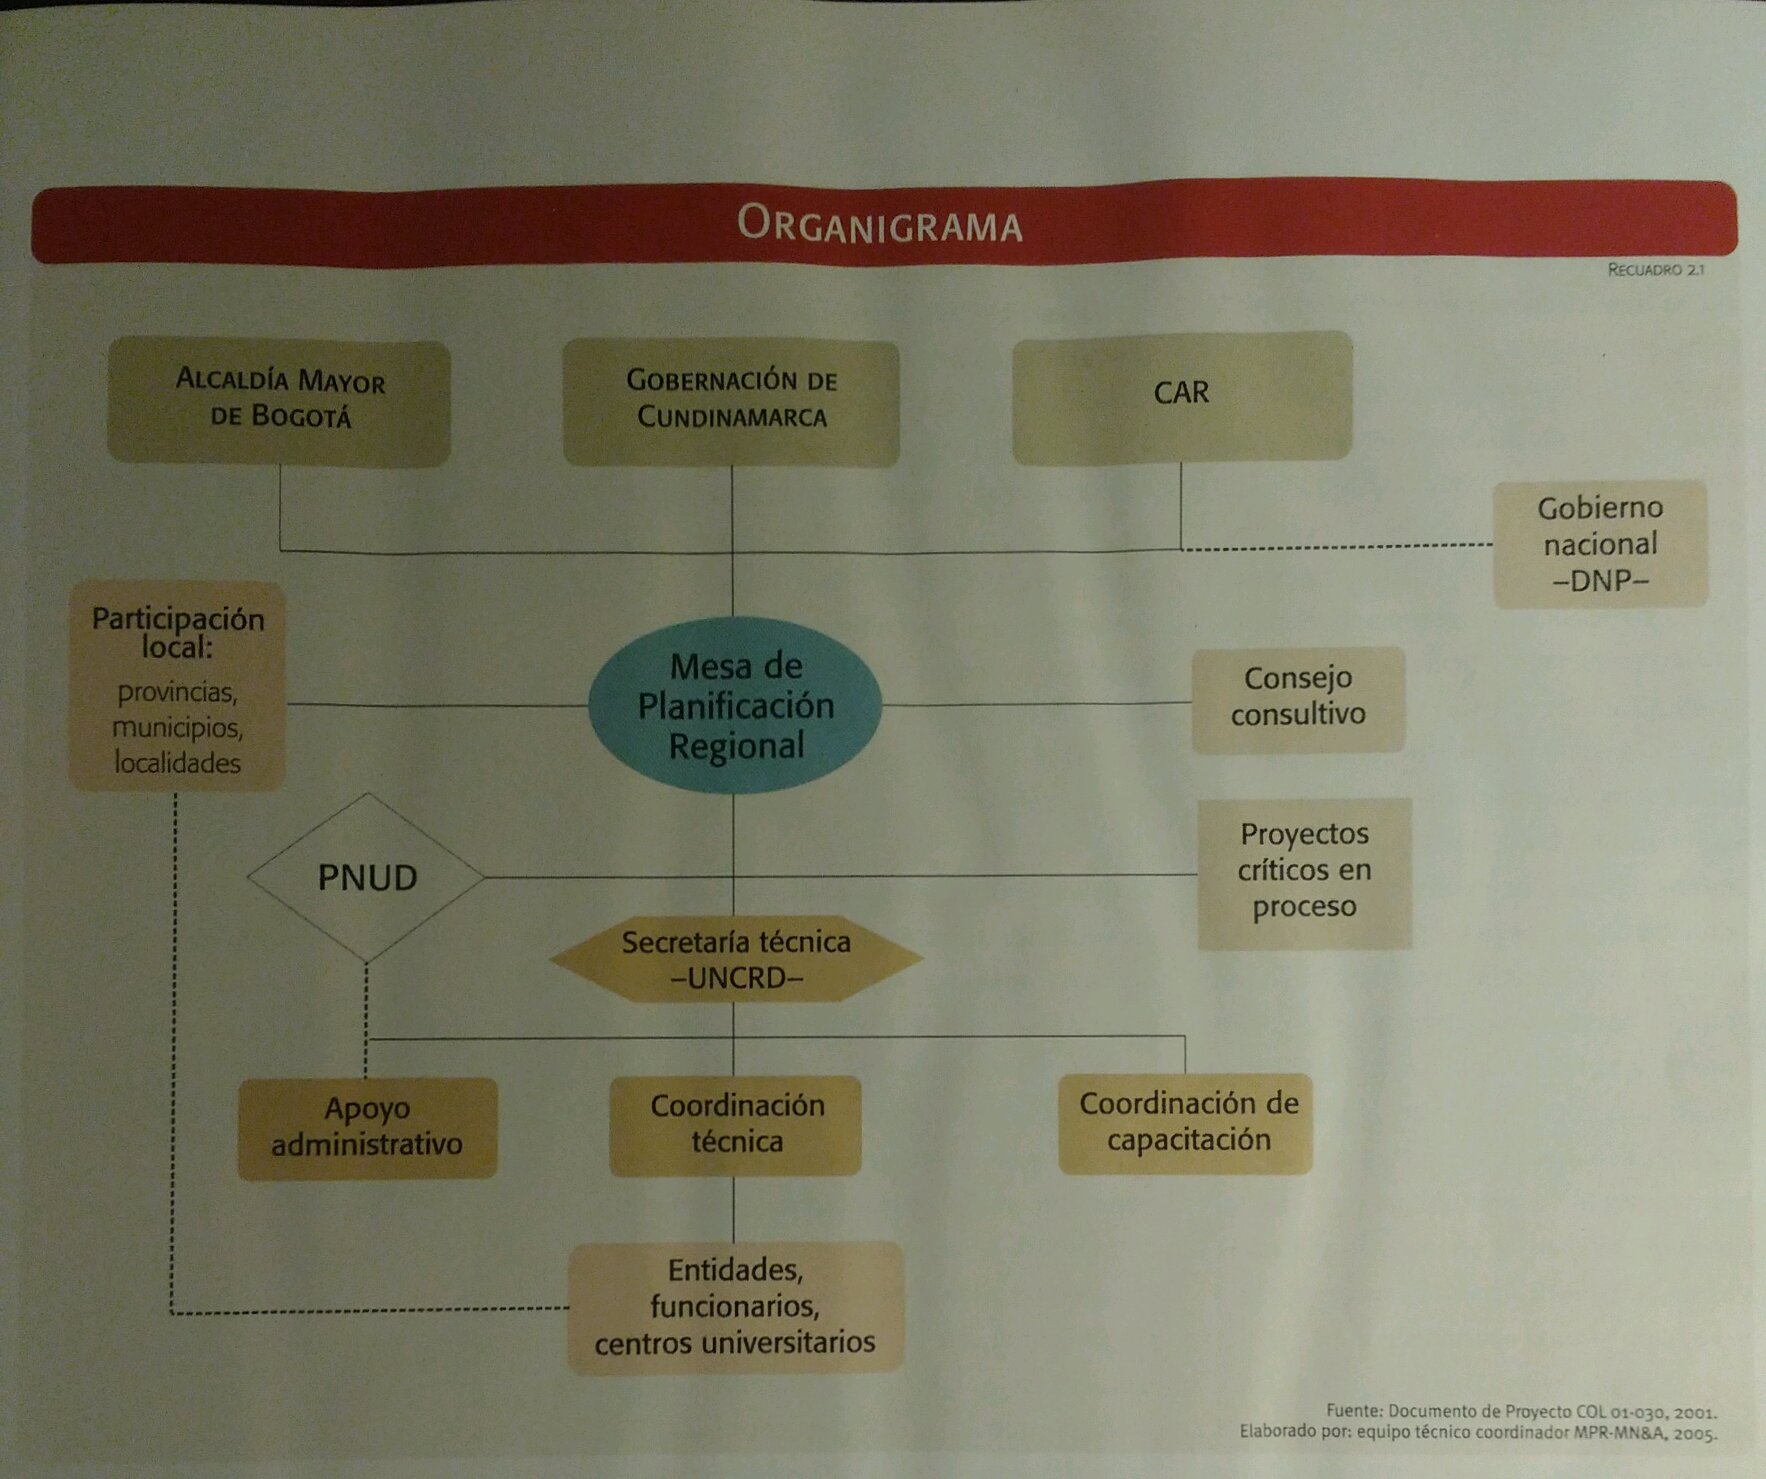 ORGANIGRAMA
RECUADRO 2.1
ALCALDÍA MAYOR
DE BOGOTÁ
GOBERNACIÓN DE
CUNDINAMARCA
CAR
Gobierno
nacional
–DNP–
Participación
local:
provincias,
municipios,
localidades
Mesa de
Planificación
Regional
Consejo
consultivo
PNUD
Proyectos
críticos en
proceso
Secretaría técnica
–UNCRD–
Apoyo
administrativo
Coordinación
técnica
Coordinación de
capacitación
Entidades,
funcionarios,
centros universitarios
Fuente: Documento de Proyecto COL 01-030, 2001.
Elaborado por: equipo técnico coordinador MPR-MN&A, 2005.